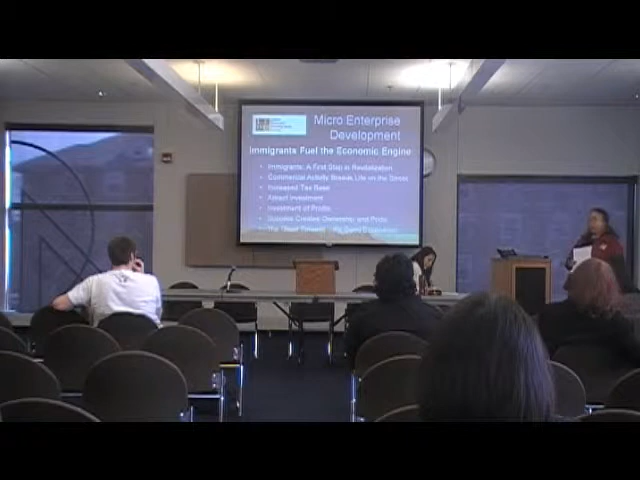 Micro Enterprise
Development
Immigrants Fuel the Economic Engine
Immigrants: A First Step in Revitalization
Commercial Activity Breaks Life on the Street
Increased Tax Base
Attract Investment
Investment of Profits
Success Creates Ownership and Pride
The